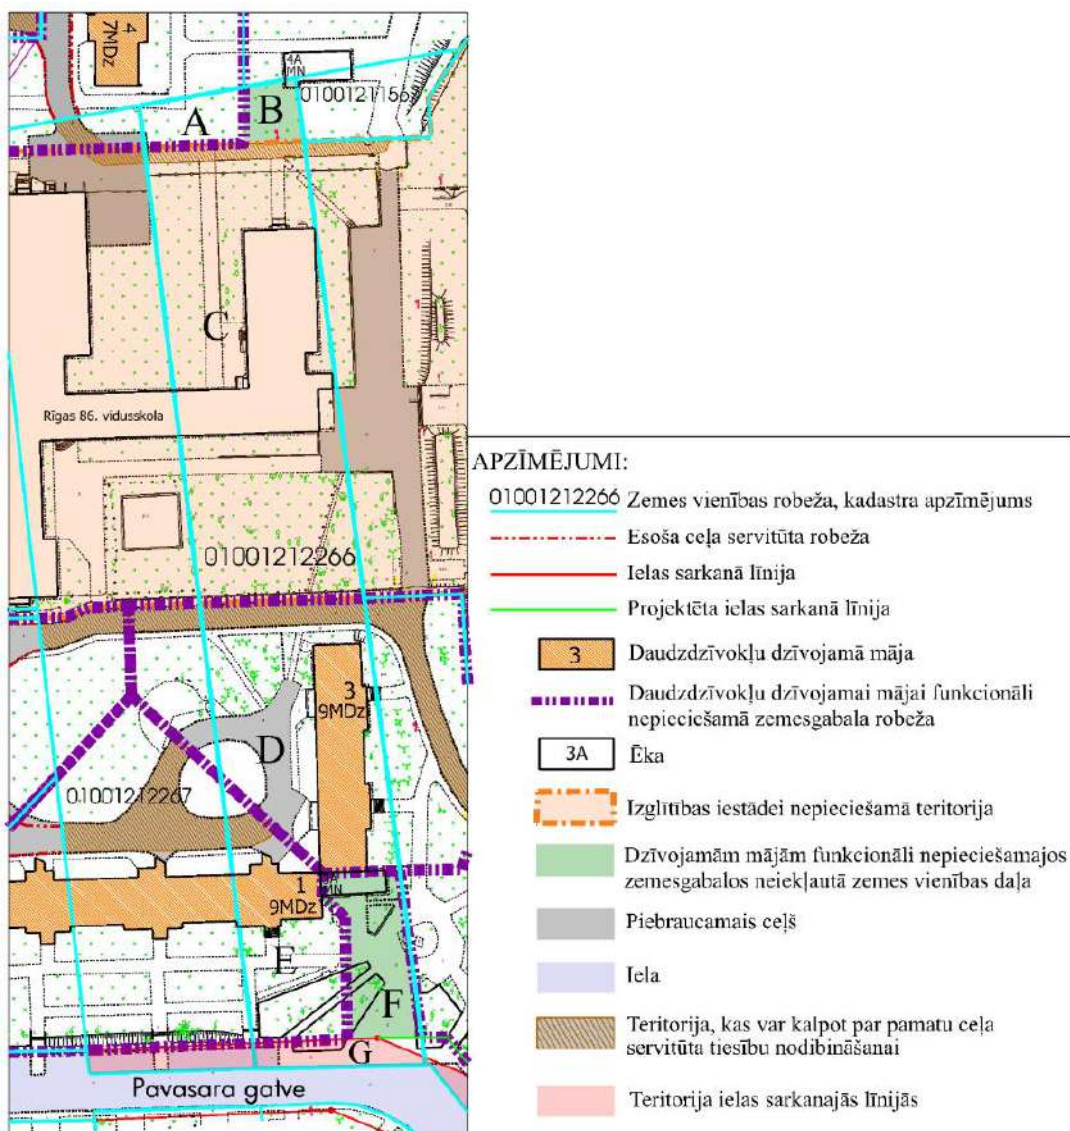 4
7MDz
4A
MN
A
B
C
Rīgas 86. vidusskola
01001212266
3
9MDz
D
01001212267
1
9MDz
MN
E
F
G
Pavasara gatve
APZĪMĒJUMI:
01001212266 Zemes vienības robeža, kadastra apzīmējums
Esoša ceļa servitūta robeža
Ielas sarkanā līnija
Projektēta ielas sarkanā līnija
3 Daudzdzīvokļu dzīvojamā māja
Daudzdzīvokļu dzīvojamai mājai funkcionāli
nepieciešamā zemesgabala robeža
3A Ēka
Izglītības iestādei nepieciešamā teritorija
Dzīvojamām mājām funkcionāli nepieciešamajos
zemesgabalos neiekļautā zemes vienības daļa
Piebraucamais ceļš
Iela
Teritorija, kas var kalpot par pamatu ceļa
servitūta tiesību nodibināšanai
Teritorija ielas sarkanajās līnijās